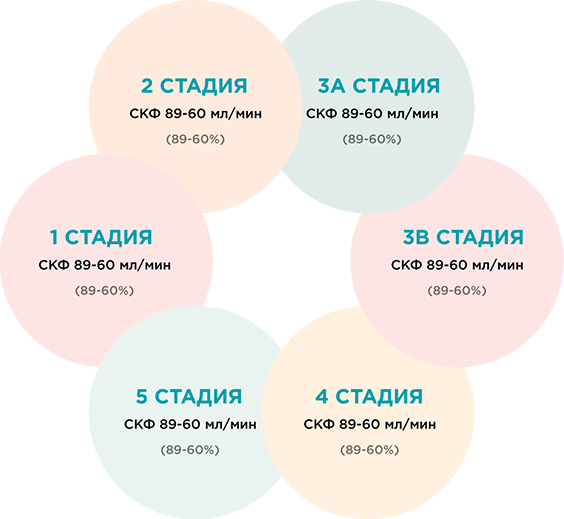 2 СТАДИЯ
СКФ 89-60 мл/мин
(89-60%)
3А СТАДИЯ
СКФ 89-60 мл/мин
(89-60%)
1 СТАДИЯ
СКФ 89-60 мл/мин
(89-60%)
3В СТАДИЯ
СКФ 89-60 мл/мин
(89-60%)
5 СТАДИЯ
СКФ 89-60 мл/мин
(89-60%)
4 СТАДИЯ
СКФ 89-60 мл/мин
(89-60%)